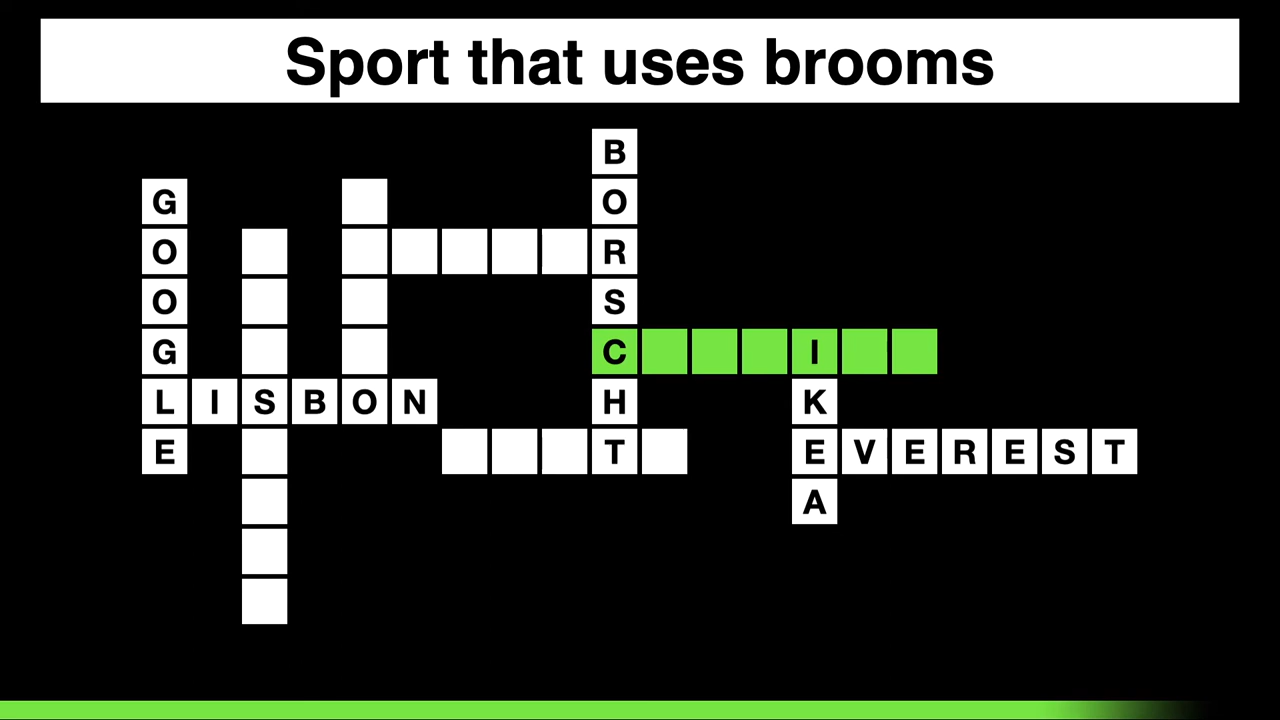 Sport that uses brooms
B
G O
O R
O S
G C I
L I S B O N H K
E T E V E R E S T
A